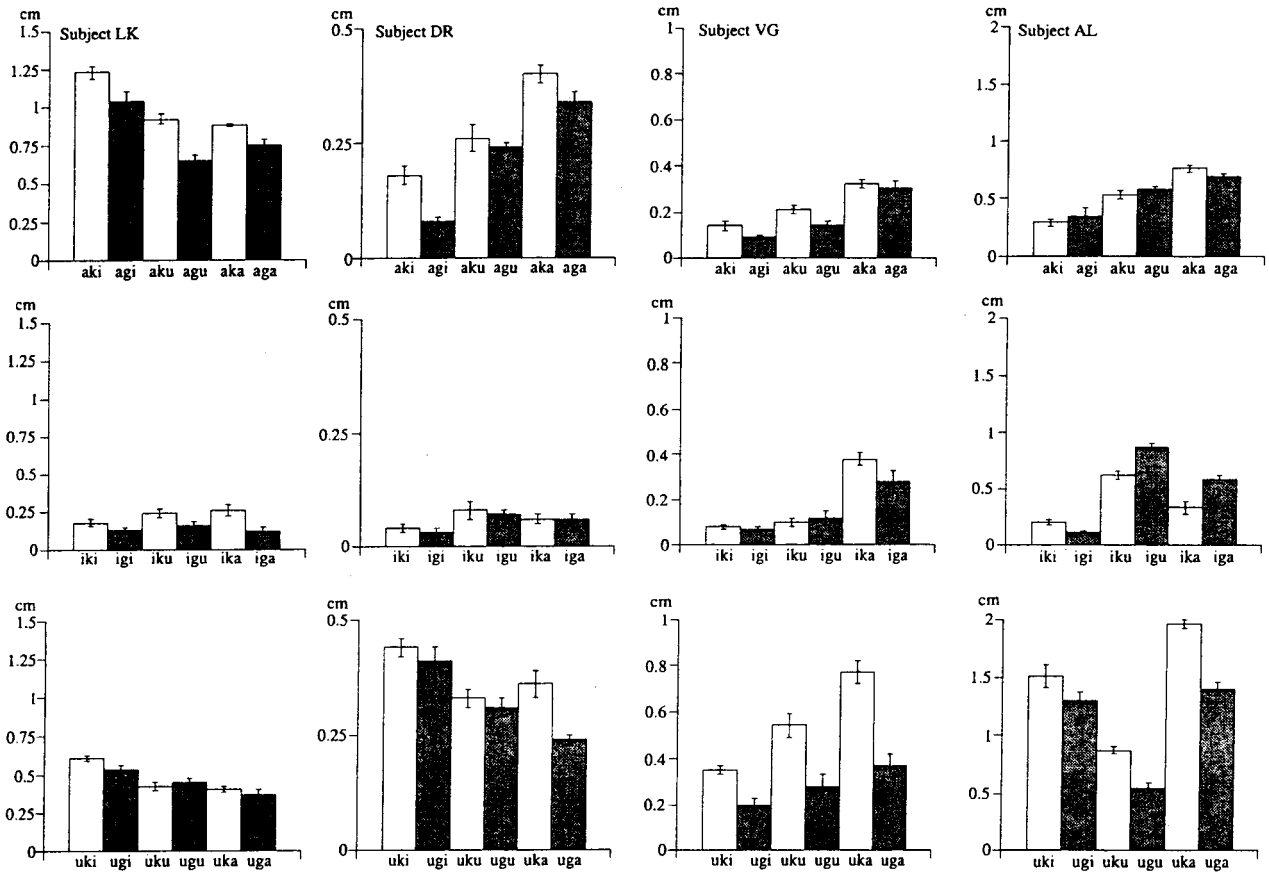 cm
Subject LK
1.5
1.25
1
0.75
0.5
0.25
0
aki agi aku agu aka aga
cm
Subject DR
0.5
0.25
0
aki agi aku agu aka aga
cm
Subject VG
1
0.8
0.6
0.4
0.2
0
aki agi aku agu aka aga
cm
Subject AL
2
1.5
1
0.5
0
aki agi aku agu aka aga
cm
1.5
1.25
1
0.75
0.5
0.25
0
iki igi iku igu ika iga
cm
0.5
0.25
0
iki igi iku igu ika iga
cm
1
0.8
0.6
0.4
0.2
0
iki igi iku igu ika iga
cm
2
1.5
1
0.5
0
iki igi iku igu ika iga
cm
1.5
1.25
1
0.75
0.5
0.25
0
uki ugi uku ugu uka uga
cm
0.5
0.25
0
uki ugi uku ugu uka uga
cm
1
0.8
0.6
0.4
0.2
0
uki ugi uku ugu uka uga
cm
2
1.5
1
0.5
0
uki ugi uku ugu uka uga